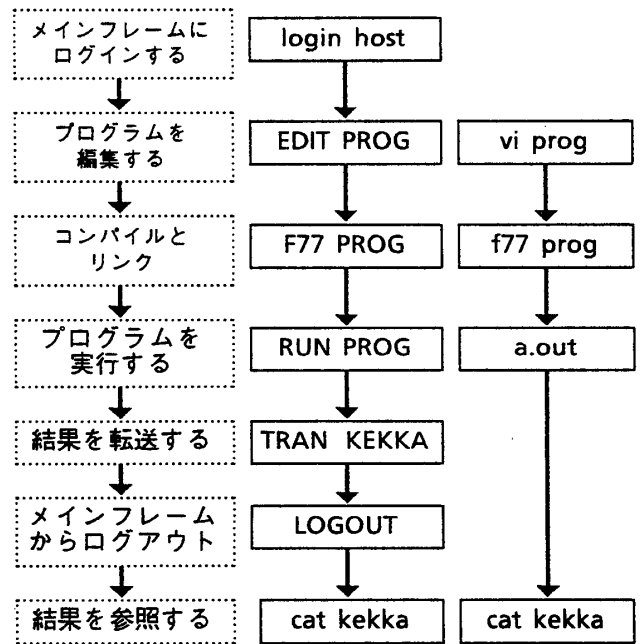 メインフレームに
ログインする
login host
プログラムを
編集する
EDIT PROG
vi prog
コンパイルと
リンク
F77 PROG
f77 prog
プログラムを
実行する
RUN PROG
a.out
結果を転送する
TRAN KEKKA
メインフレーム
からログアウト
LOGOUT
結果を参照する
cat kekka
cat kekka